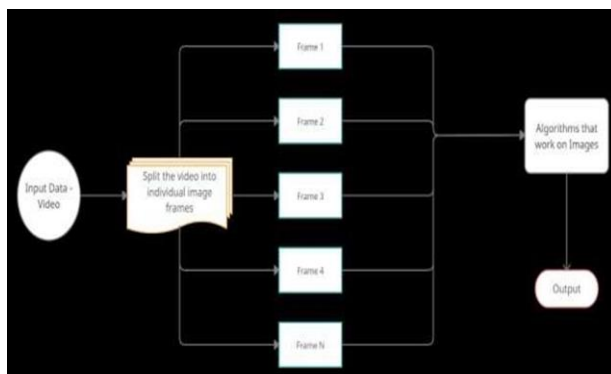 Input Data -
Video
Split the video into
individual image
frames
Frame 1
Frame 2
Frame 3
Frame 4
Frame N
Algorithms that
work on Images
Output